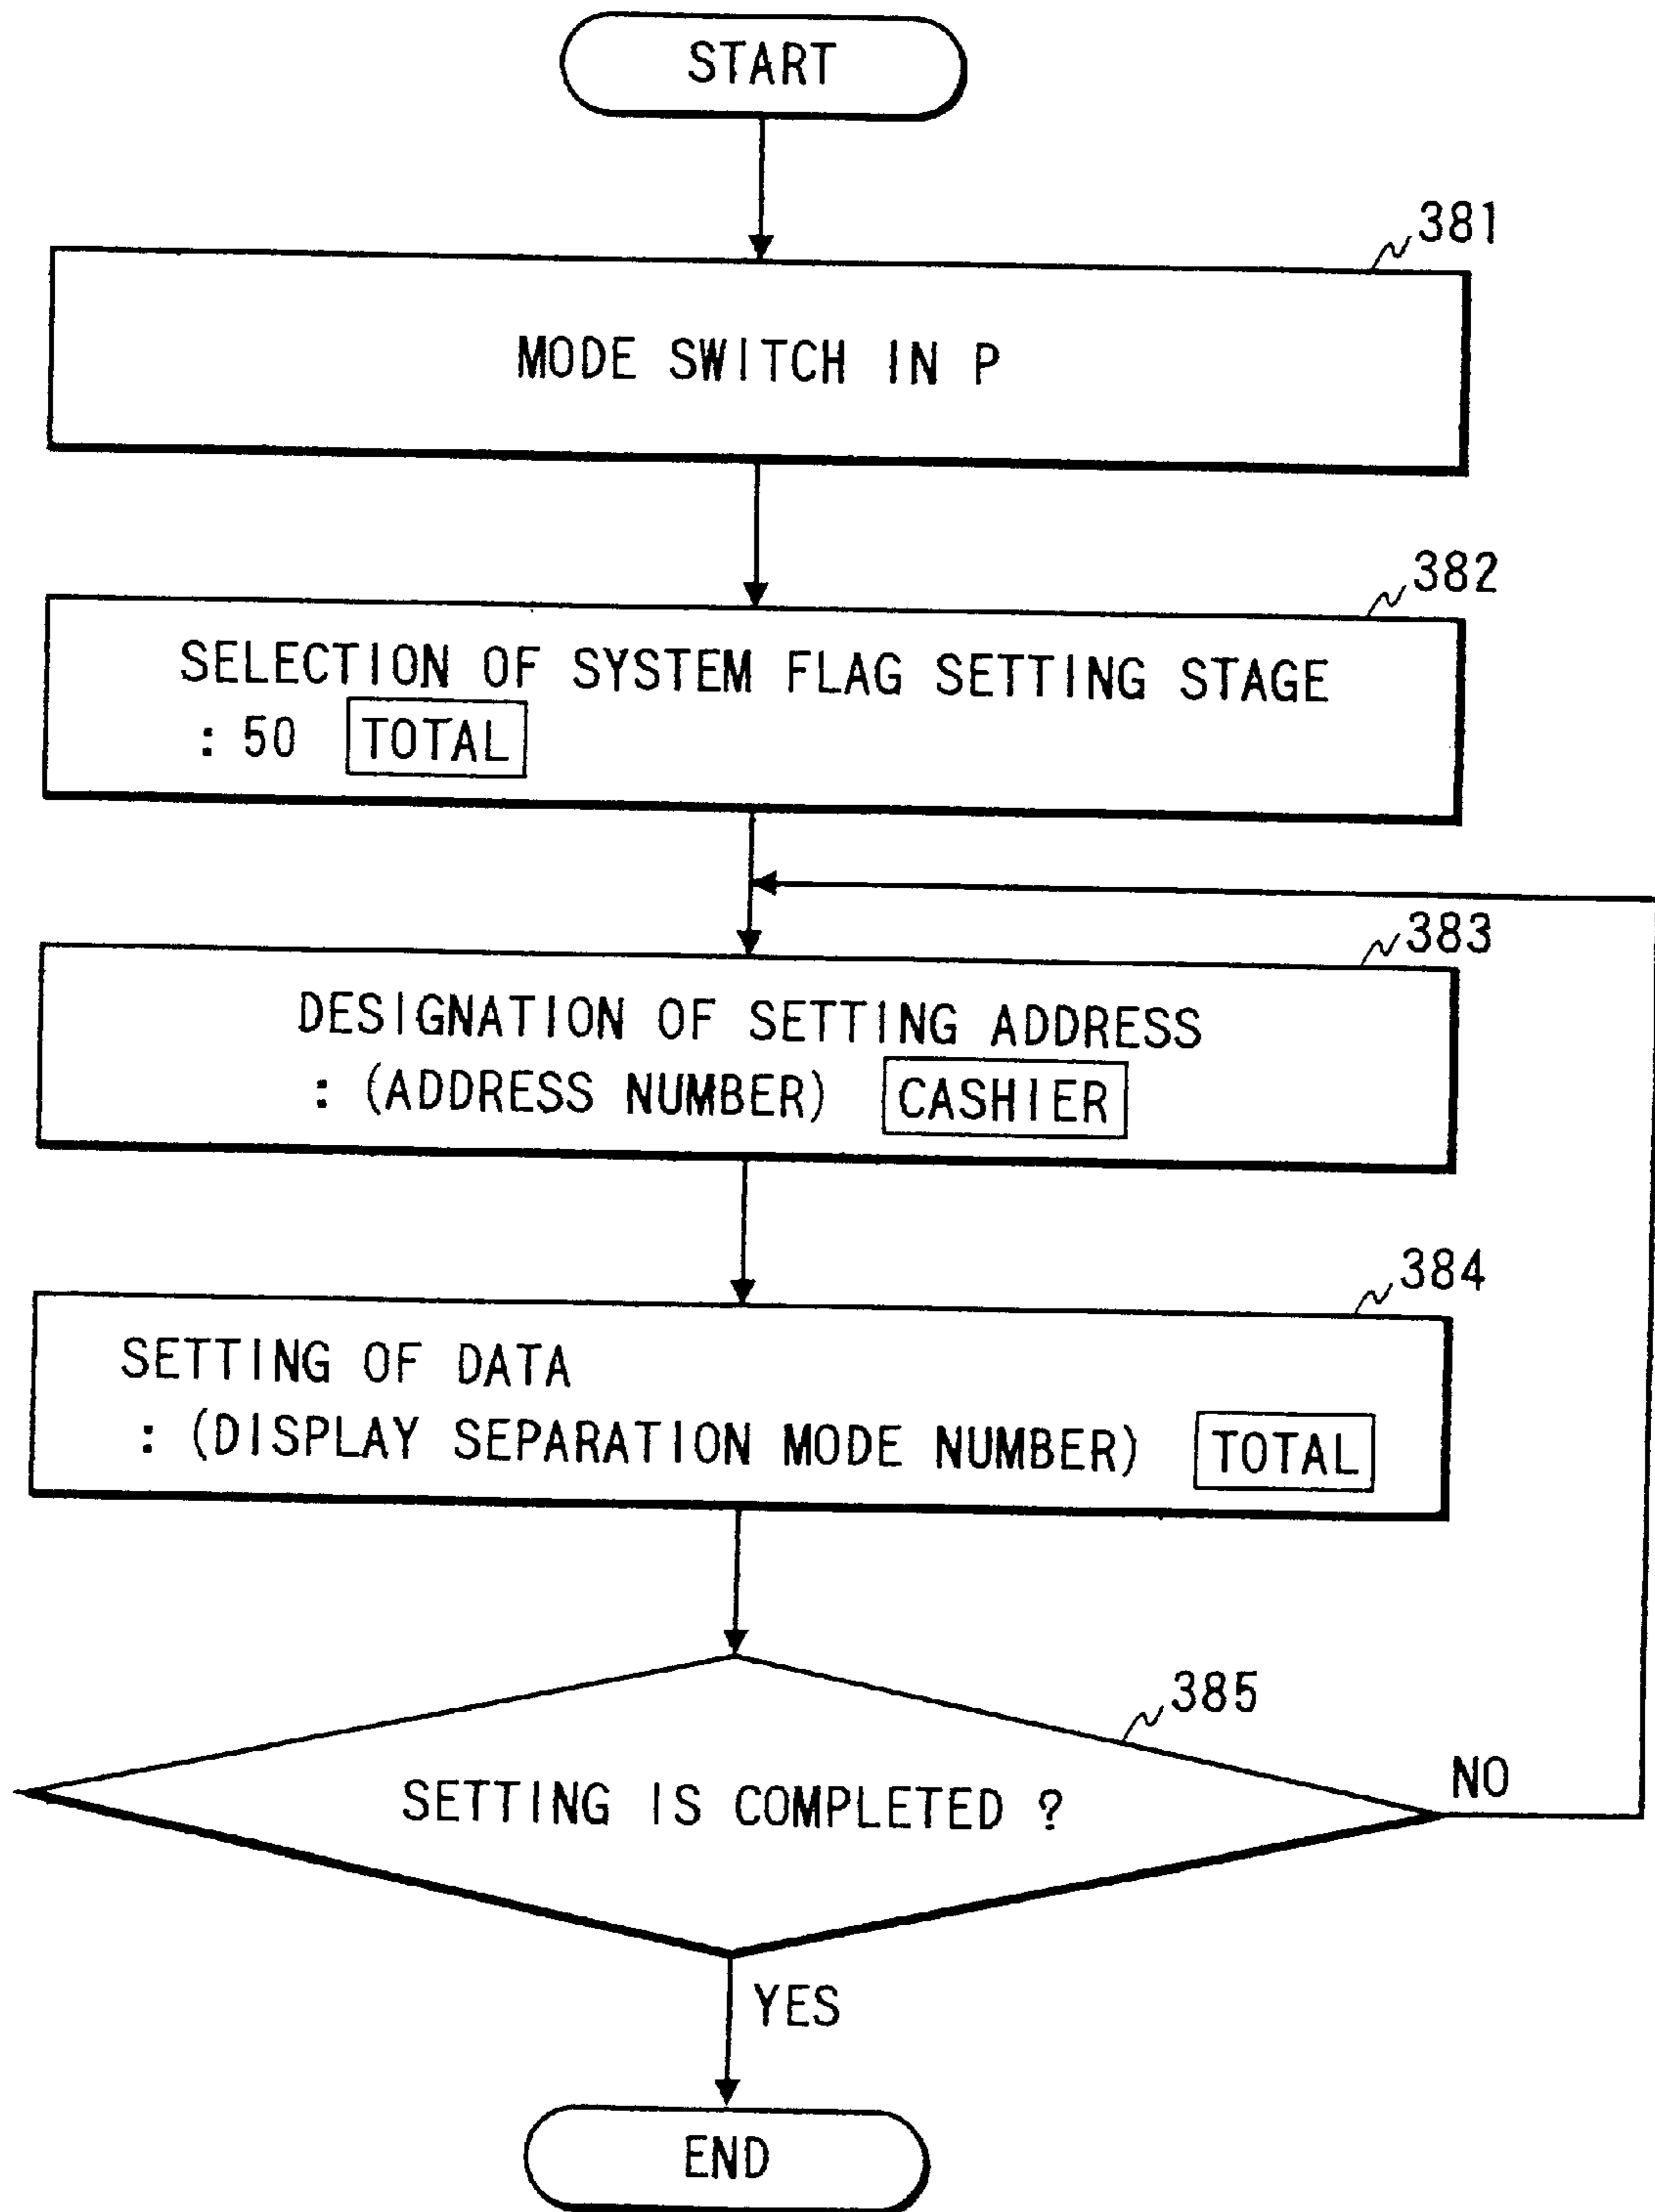 START
381
MODE SWITCH IN P
382
SELECTION OF SYSTEM FLAG SETTING STAGE
: 50 TOTAL
383
DESIGNATION OF SETTING ADDRESS
: (ADDRESS NUMBER) CASHIER
384
SETTING OF DATA
: (DISPLAY SEPARATION MODE NUMBER) TOTAL
385
SETTING IS COMPLETED ?
NO
YES
END